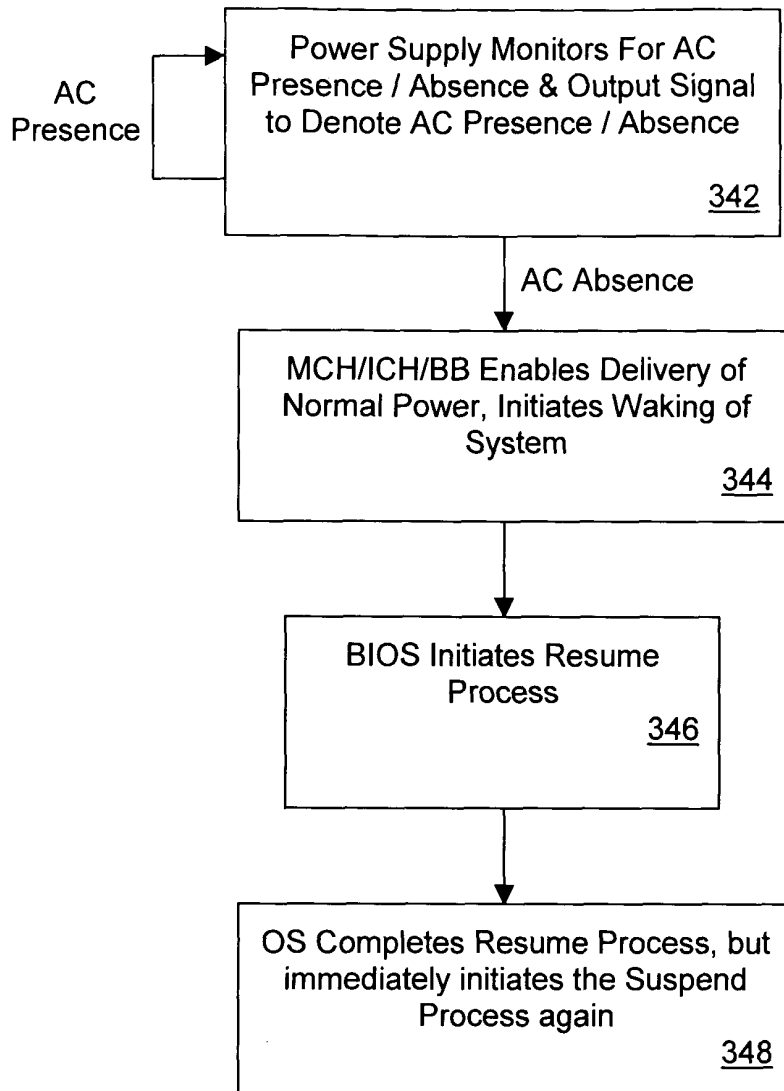 Power Supply Monitors For AC
Presence / Absence & Output Signal
to Denote AC Presence / Absence
342
AC
Presence
AC Absence
MCH/ICH/BB Enables Delivery of
Normal Power, Initiates Waking of
System
344
BIOS Initiates Resume
Process
346
OS Completes Resume Process, but
immediately initiates the Suspend
Process again
348